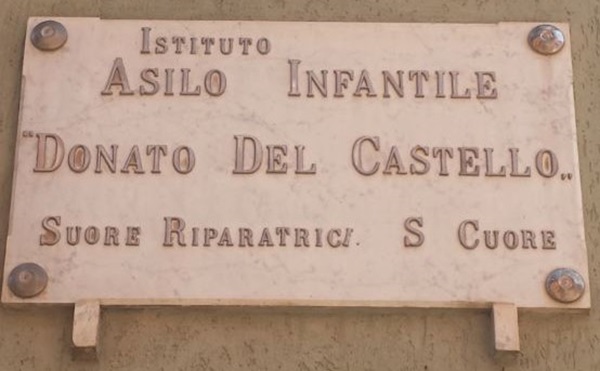 ISTITUTO
ASILO INFANTILE
"DONATO DEL CASTELLO"
SUORE RIPARATRICI S CUORE